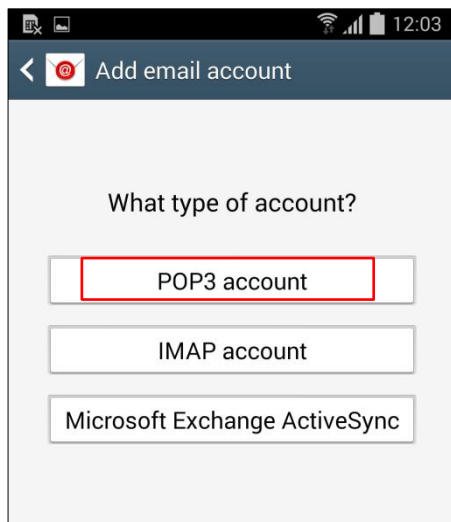 12:03
@ Add email account
What type of account?
POP3 account
IMAP account
Microsoft Exchange ActiveSync